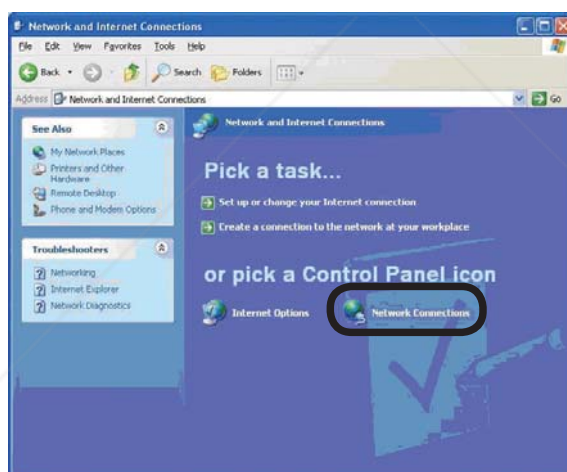 Network and Internet Connections
File Edit View Favorites Tools Help
Back Search Folders
Address Network and Internet Connections Go
See Also
My Network Places
Printers and Other
Hardware
Remote Desktop
Phone and Modem Options
Troubleshooters
Networking
Internet Explorer
Network Diagnostics
Network and Internet Connections
Pick a task...
Set up or change your Internet connection
Create a connection to the network at your workplace
or pick a Control Panel icon
Internet Options Network Connections